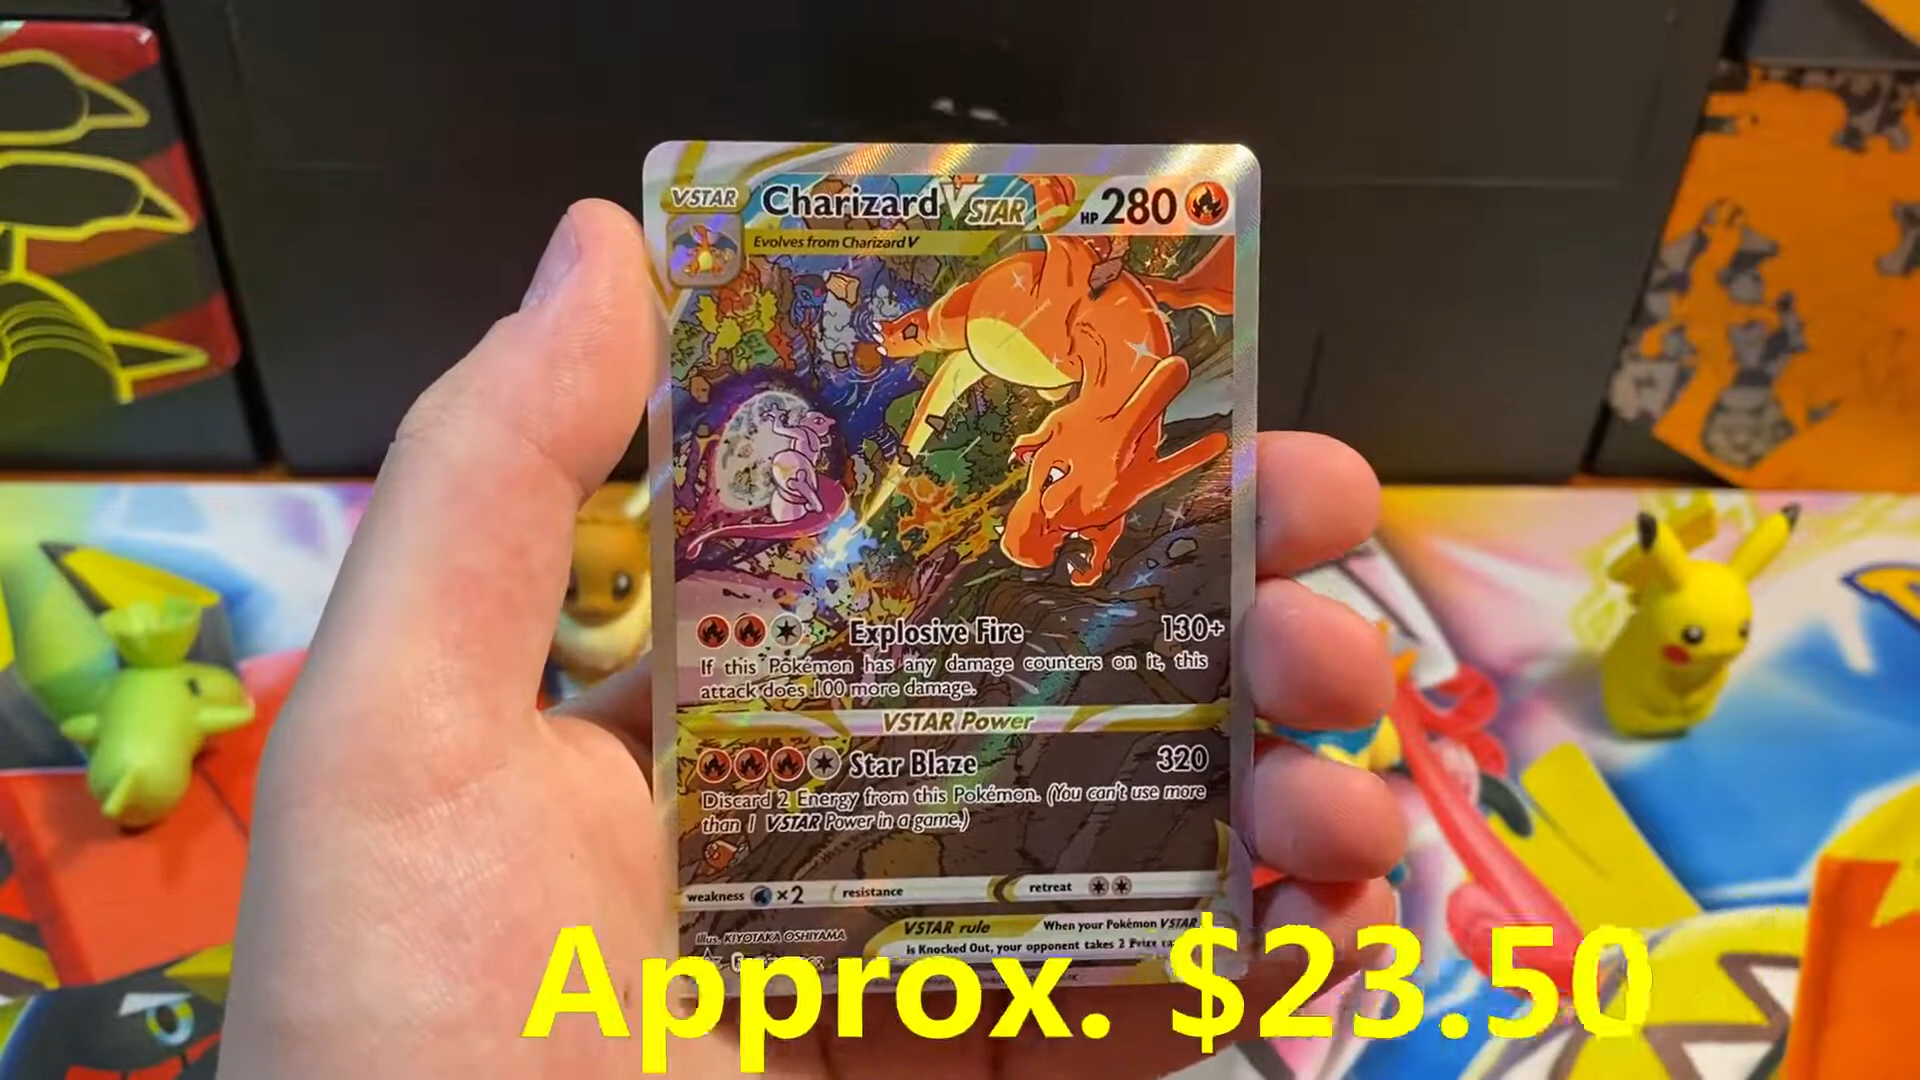 VSTAR Charizard VSTAR HP 280
Evolves from Charizard V
Explosive Fire 130+
If this Pokémon has any damage counters on it, this
attack does 100 more damage.
VSTAR Power
Star Blaze 320
Discard 2 Energy from this Pokémon. (You can't use more
than 1 VSTAR Power in a game.)
weakness ×2 resistance retreat
Illus. KIYOTAKA OSHIYAMA
VSTAR rule When your Pokémon VSTAR
is Knocked Out, your opponent takes 2 Prize
Approx. $23.50